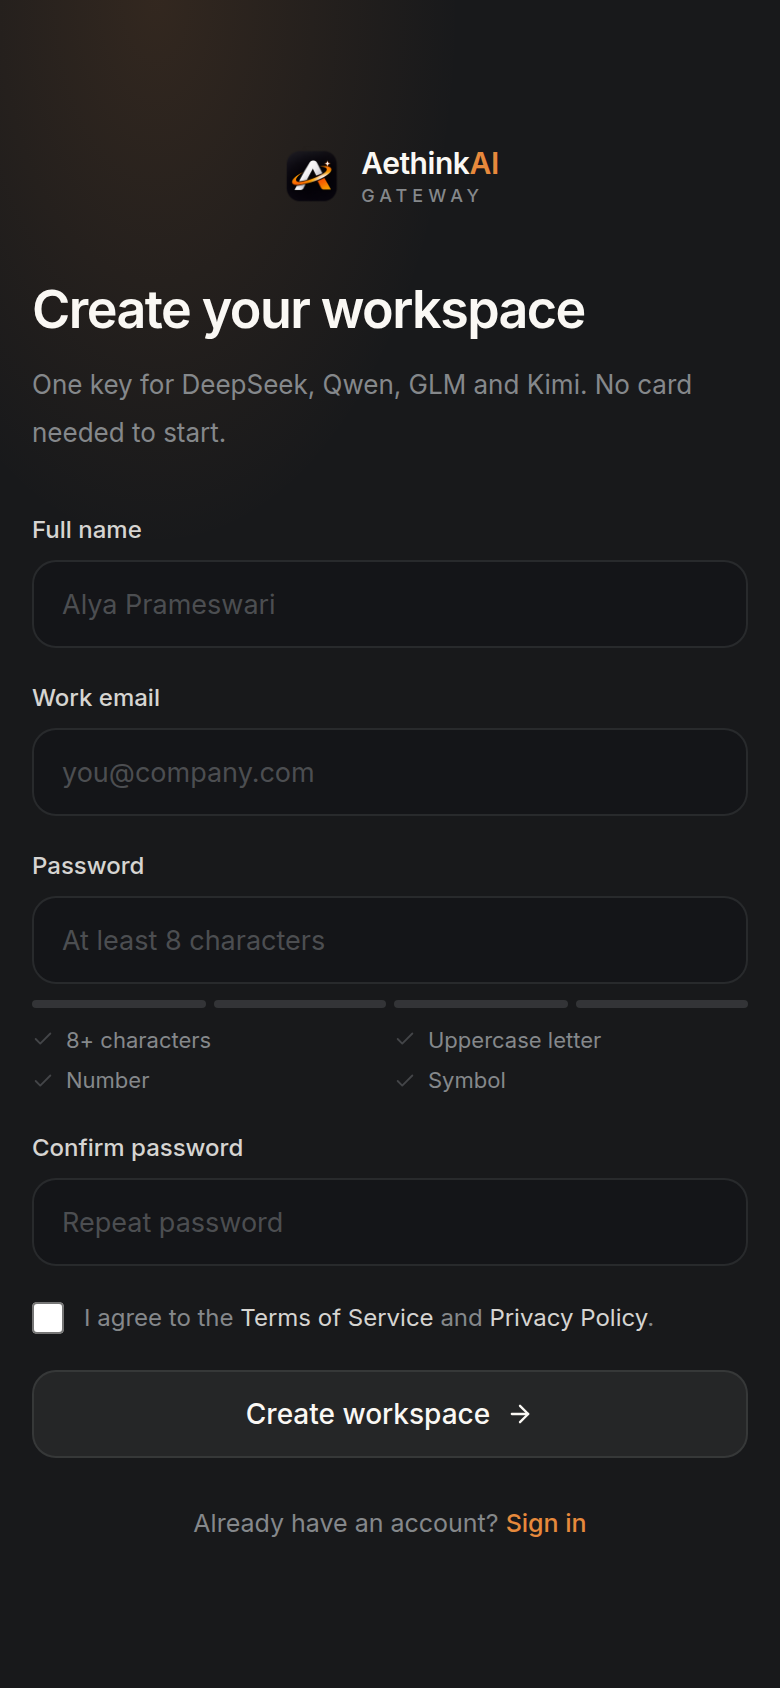 AethinkAI
GATEWAY
Create your workspace
One key for DeepSeek, Qwen, GLM and Kimi. No card
needed to start.
Full name
Alya Prameswari
Work email
you@company.com
Password
At least 8 characters
8+ characters
Uppercase letter
Number
Symbol
Confirm password
Repeat password
I agree to the Terms of Service and Privacy Policy.
Create workspace →
Already have an account? Sign in